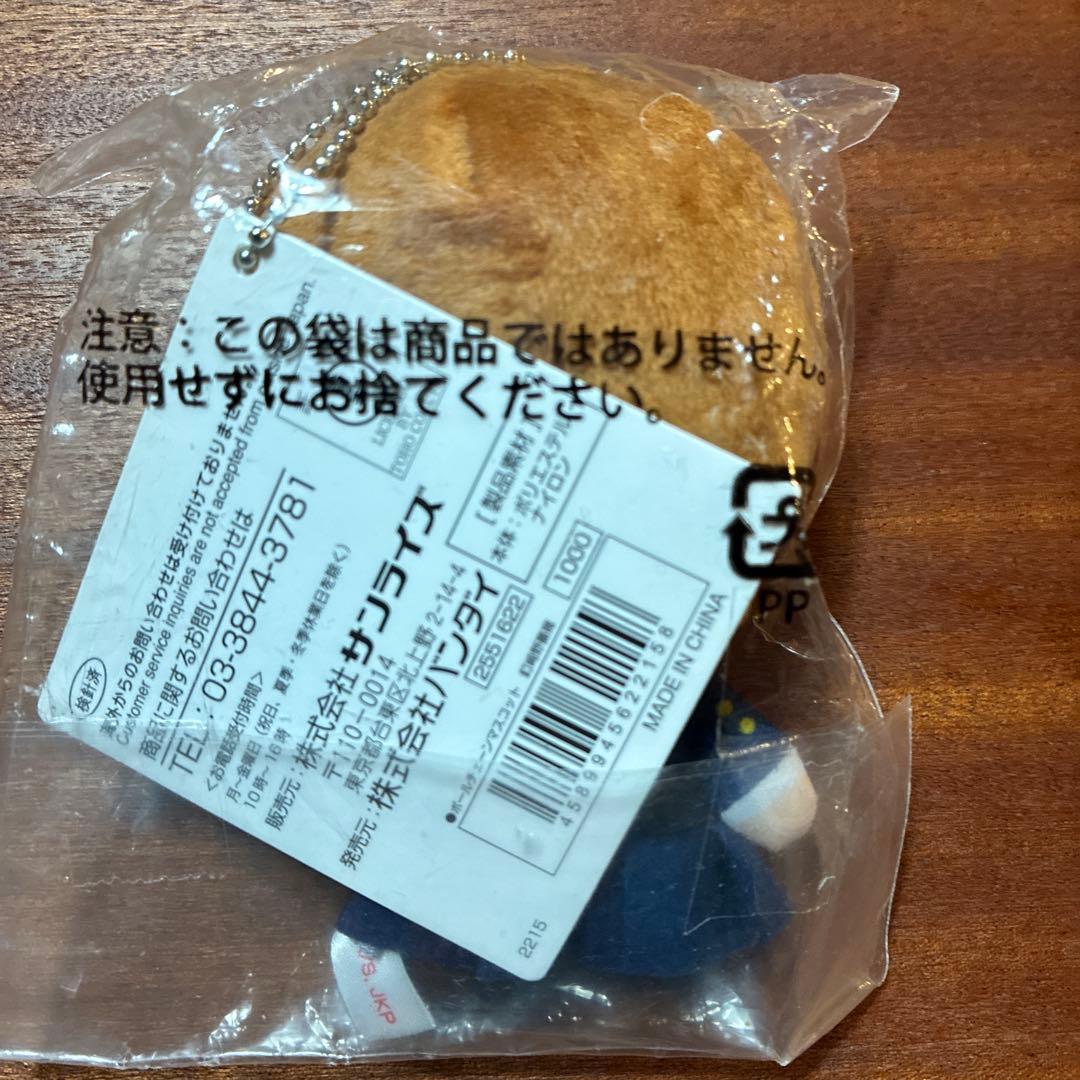 注意：この袋は商品ではありません。
使用せずにお捨てください。
PP
検針済
海外からのお問い合わせは受け付けておりません
Customer service inquiries are not accepted from
pan.
商品に関するお問い合わせは
TEL: 03-3844-3781
<お電話受付時間>
月～金曜日(祝日、夏季・冬季休業日を除く)
10時～16時
販売元：株式会社サンライズ
〒110-0014
東京都台東区北上野2-14-4
発売元：株式会社バンダイ
BY
TOHO CO.
[製品素材
本体：ポリエステル
ナイロン
2551622
1000
●ボールチェーンマスコット
4589945622158
MADE IN CHINA
2215
S. JKP